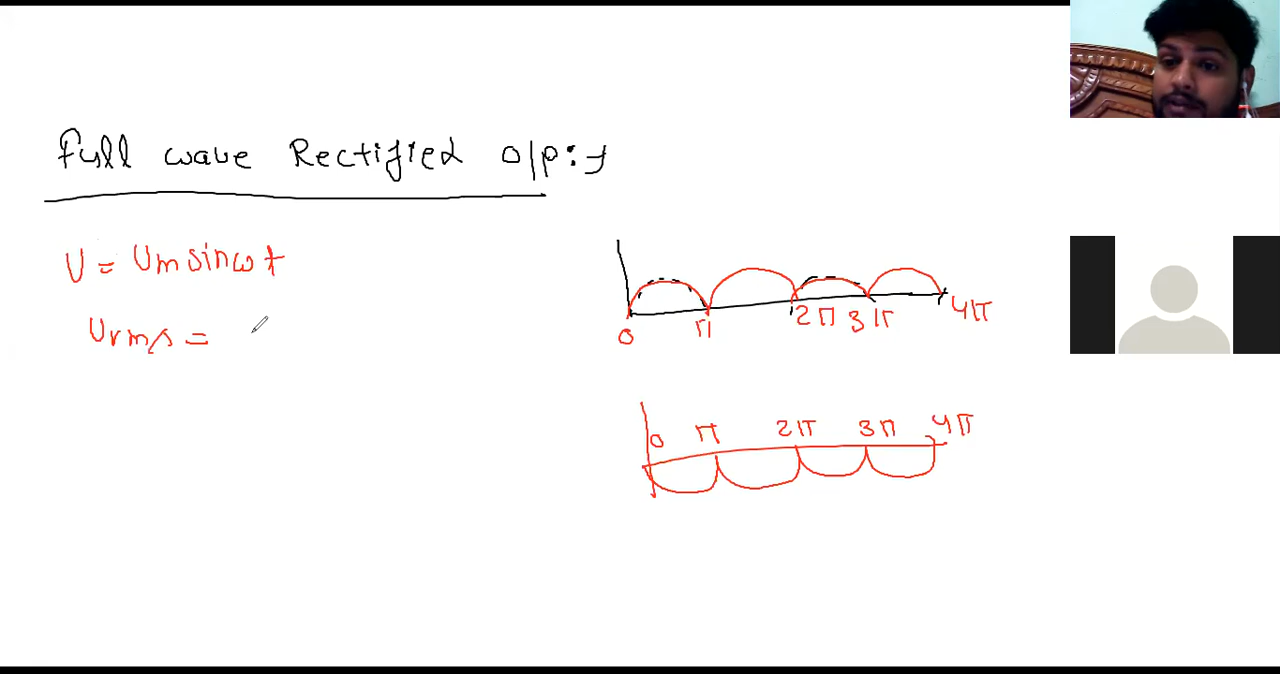 Full wave Rectified o/p:y
V = Vm sinωt
Vrms =
0 π 2π 3π 4π
0 π 2π 3π 4π